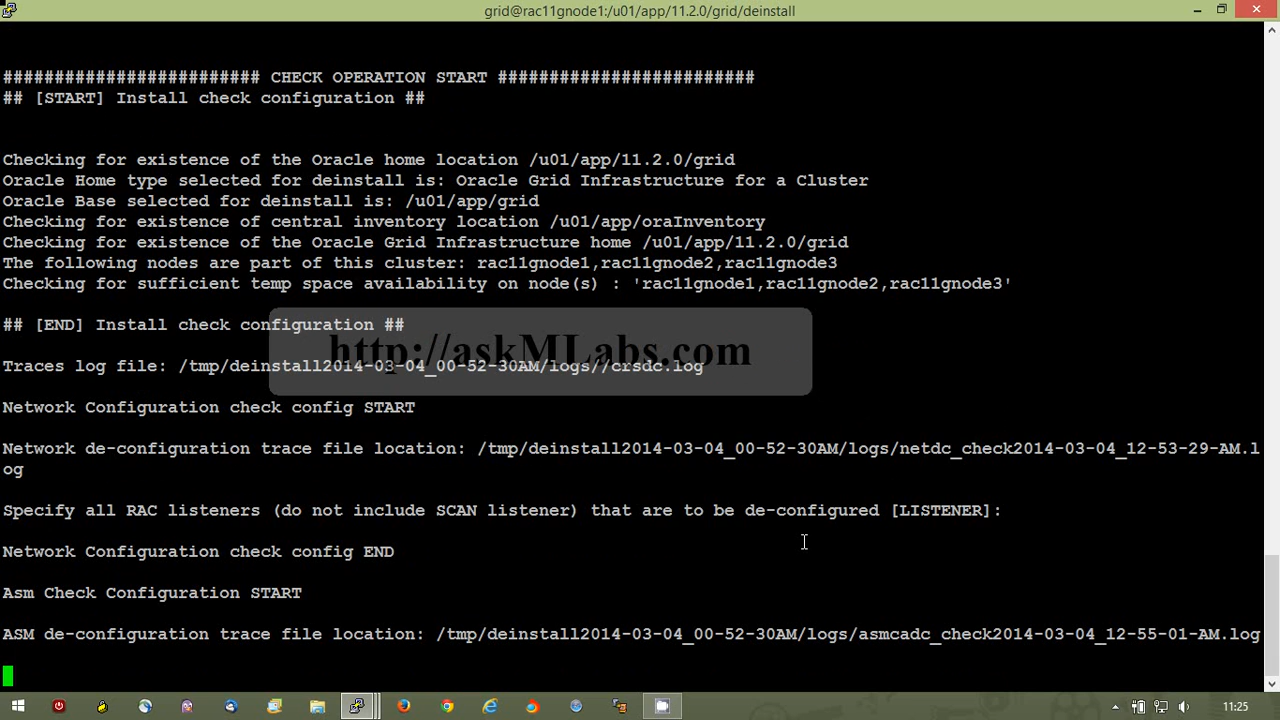 grid@rac11gnode1:/u01/app/11.2.0/grid/deinstall
######################### CHECK OPERATION START #########################
## [START] Install check configuration ##
Checking for existence of the Oracle home location /u01/app/11.2.0/grid
Oracle Home type selected for deinstall is: Oracle Grid Infrastructure for a Cluster
Oracle Base selected for deinstall is: /u01/app/grid
Checking for existence of central inventory location /u01/app/oraInventory
Checking for existence of the Oracle Grid Infrastructure home /u01/app/11.2.0/grid
The following nodes are part of this cluster: rac11gnode1,rac11gnode2,rac11gnode3
Checking for sufficient temp space availability on node(s) : 'rac11gnode1,rac11gnode2,rac11gnode3'
## [END] Install check configuration ##
http://askMLabs.com
Traces log file: /tmp/deinstall2014-03-04_00-52-30AM/logs//crsdc.log
Network Configuration check config START
Network de-configuration trace file location: /tmp/deinstall2014-03-04_00-52-30AM/logs/netdc_check2014-03-04_12-53-29-AM.l
og
Specify all RAC listeners (do not include SCAN listener) that are to be de-configured [LISTENER]:
Network Configuration check config END
Asm Check Configuration START
ASM de-configuration trace file location: /tmp/deinstall2014-03-04_00-52-30AM/logs/asmcadc_check2014-03-04_12-55-01-AM.log
11:25